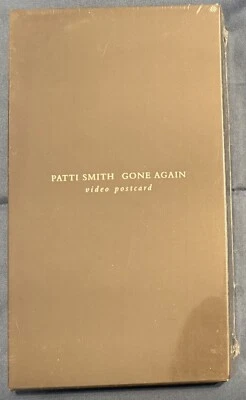 PATTI SMITH GONE AGAIN
video postcard